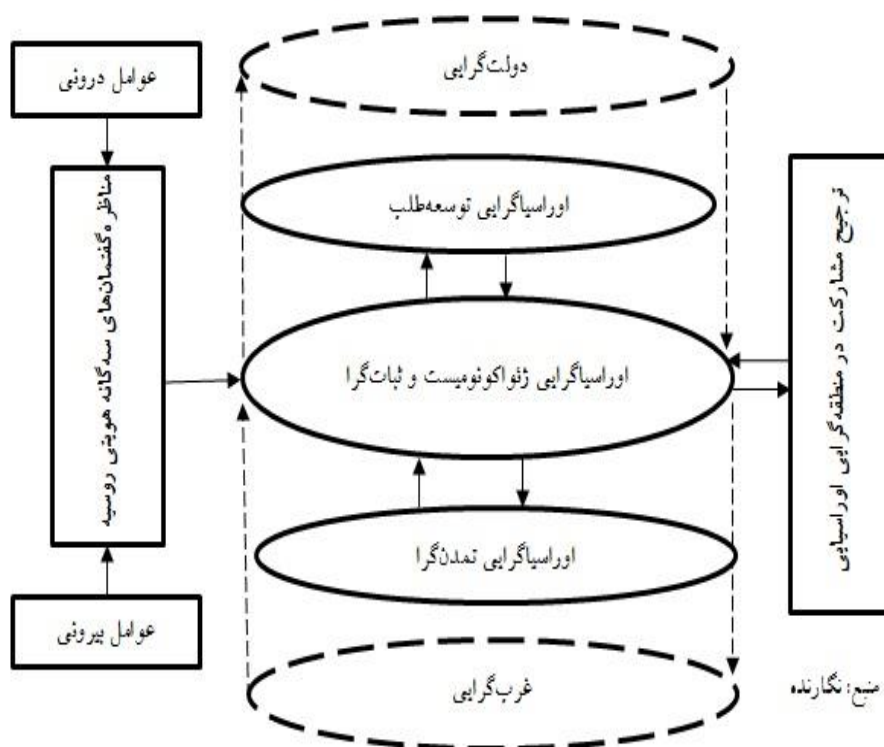 دولت‌گرایی
عوامل درونی
اوراسیاگرایی توسعه‌طلب
مناظره گفتمان‌های سه‌گانه هویتی روسیه
ترجیح مشارکت در منطقه‌گرایی اوراسیایی
اوراسیاگرایی ژئواکونومیست و ثبات‌گرا
اوراسیاگرایی تمدن‌گرا
عوامل بیرونی
غرب‌گرایی
منبع: نگارنده